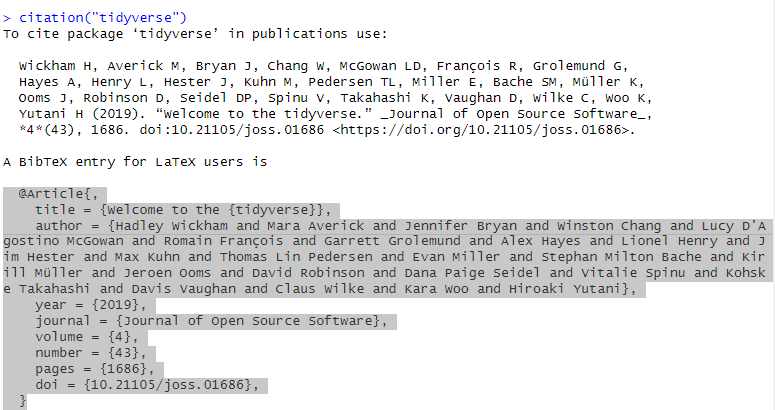 > citation("tidyverse")
To cite package ‘tidyverse’ in publications use:
Wickham H, Averick M, Bryan J, Chang W, McGowan LD, François R, Grolemund G,
Hayes A, Henry L, Hester J, Kuhn M, Pedersen TL, Miller E, Bache SM, Müller K,
Ooms J, Robinson D, Seidel DP, Spinu V, Takahashi K, Vaughan D, Wilke C, Woo K,
Yutani H (2019). “Welcome to the tidyverse.” _Journal of Open Source Software_,
*4*(43), 1686. doi:10.21105/joss.01686 <https://doi.org/10.21105/joss.01686>.
A BibTeX entry for LaTeX users is
@Article{,
title = {Welcome to the {tidyverse}},
author = {Hadley Wickham and Mara Averick and Jennifer Bryan and Winston Chang and Lucy D'A
gostino McGowan and Romain François and Garrett Grolemund and Alex Hayes and Lionel Henry and J
im Hester and Max Kuhn and Thomas Lin Pedersen and Evan Miller and Stephan Milton Bache and Kir
ill Müller and Jeroen Ooms and David Robinson and Dana Paige Seidel and Vitalie Spinu and Kohsk
e Takahashi and Davis Vaughan and Claus Wilke and Kara Woo and Hiroaki Yutani},
year = {2019},
journal = {Journal of Open Source Software},
volume = {4},
number = {43},
pages = {1686},
doi = {10.21105/joss.01686},
}